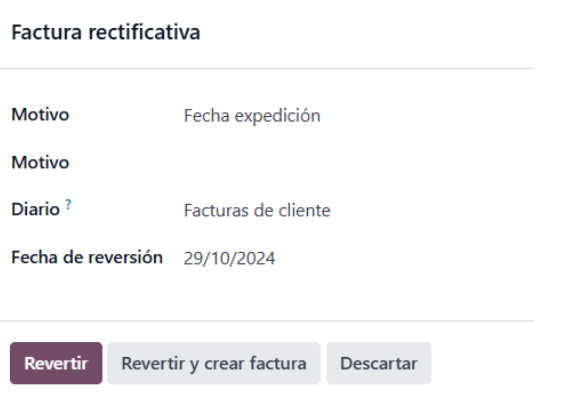 Factura rectificativa
Motivo Fecha expedición
Motivo
Diario ? Facturas de cliente
Fecha de reversión 29/10/2024
Revertir Revertir y crear factura Descartar